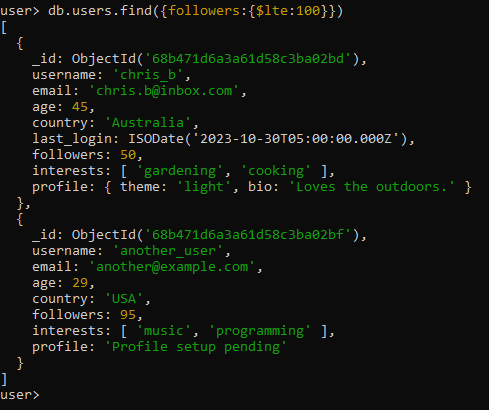 user> db.users.find({followers:{$lte:100}})
[
  {
    _id: ObjectId('68b471d6a3a61d58c3ba02bd'),
    username: 'chris_b',
    email: 'chris.b@inbox.com',
    age: 45,
    country: 'Australia',
    last_login: ISODate('2023-10-30T05:00:00.000Z'),
    followers: 50,
    interests: [ 'gardening', 'cooking' ],
    profile: { theme: 'light', bio: 'Loves the outdoors.' }
  },
  {
    _id: ObjectId('68b471d6a3a61d58c3ba02bf'),
    username: 'another_user',
    email: 'another@example.com',
    age: 29,
    country: 'USA',
    followers: 95,
    interests: [ 'music', 'programming' ],
    profile: 'Profile setup pending'
  }
]
user>